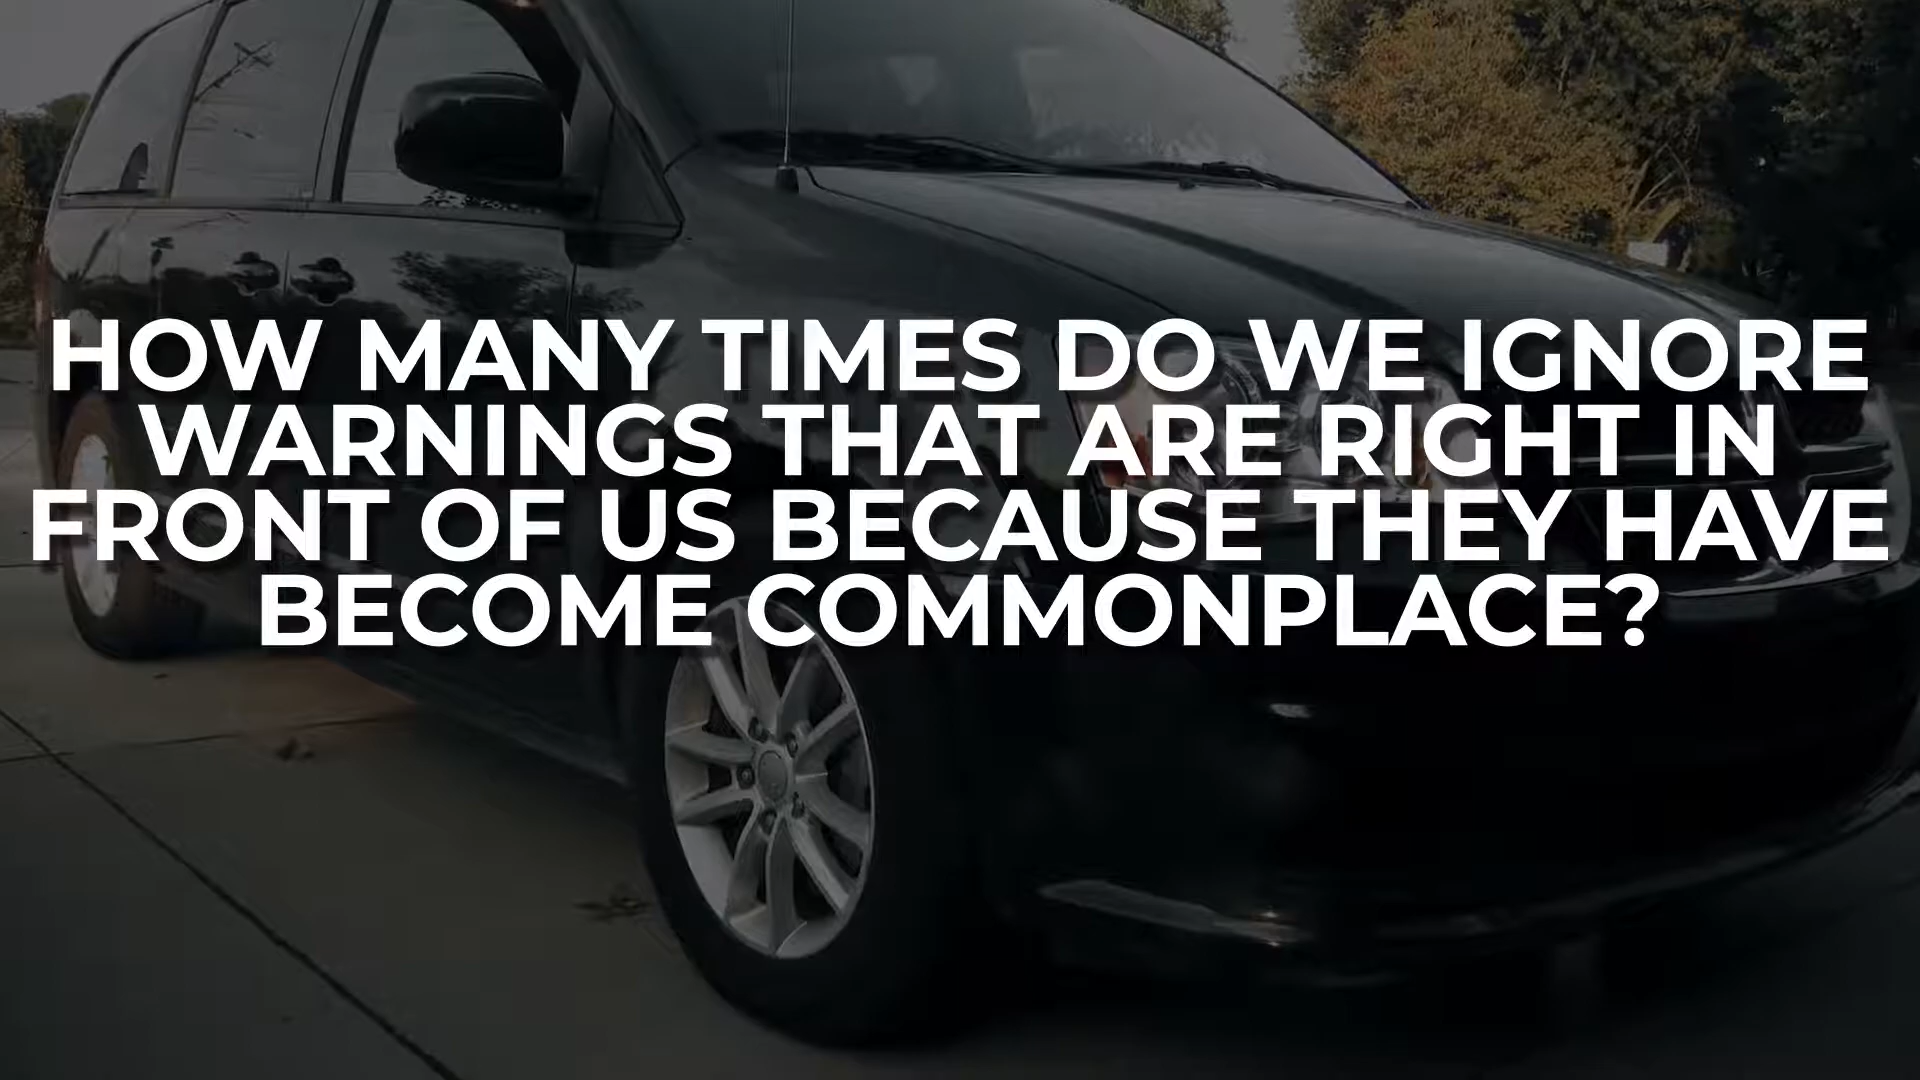 HOW MANY TIMES DO WE IGNORE
WARNINGS THAT ARE RIGHT IN
FRONT OF US BECAUSE THEY HAVE
BECOME COMMONPLACE?